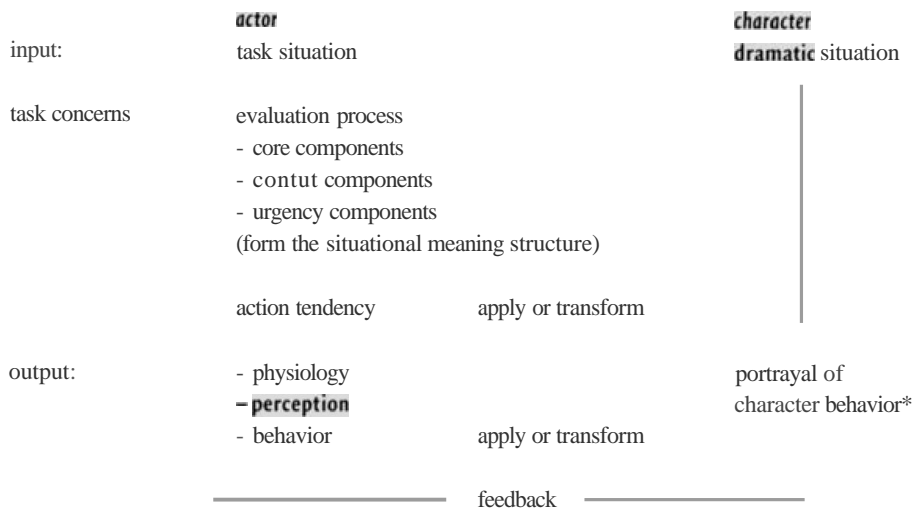 actor character
input: task situation dramatic situation
task concerns evaluation process
- core components
- contut components
- urgency components
(form the situational meaning structure)
action tendency apply or transform
output: - physiology portrayal of
– perception character behavior*
- behavior apply or transform
feedback